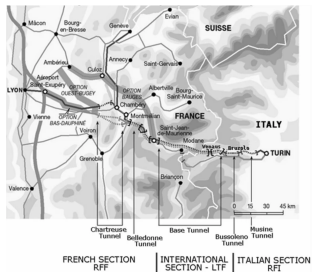 Mâcon
Bourg-
en-Bresse
Evian
Genève
SUISSE
Ambérieu
Culoz
Annecy
Saint-Gervais
Aéroport
Saint-Exupéry
OPTION
OUEST-BUGEY
OPTION
BAUGES
Albertville
Bourg-
Saint-Maurice
LYON
Chambéry
FRANCE
OPTION
BAS-DAUPHINÉ
Montmélian
Vienne
Voiron
Saint-Jean
de-Maurienne
ITALY
Modane
Venaus
Bruzolo
TURIN
Grenoble
Briançon
Valence
0 15 30 45 km
Chartreuse
Tunnel
Belledonne
Tunnel
Base Tunnel
Bussoleno
Tunnel
Musine
Tunnel
FRENCH SECTION
RFF
INTERNATIONAL
SECTION - LTF
ITALIAN SECTION
RFI